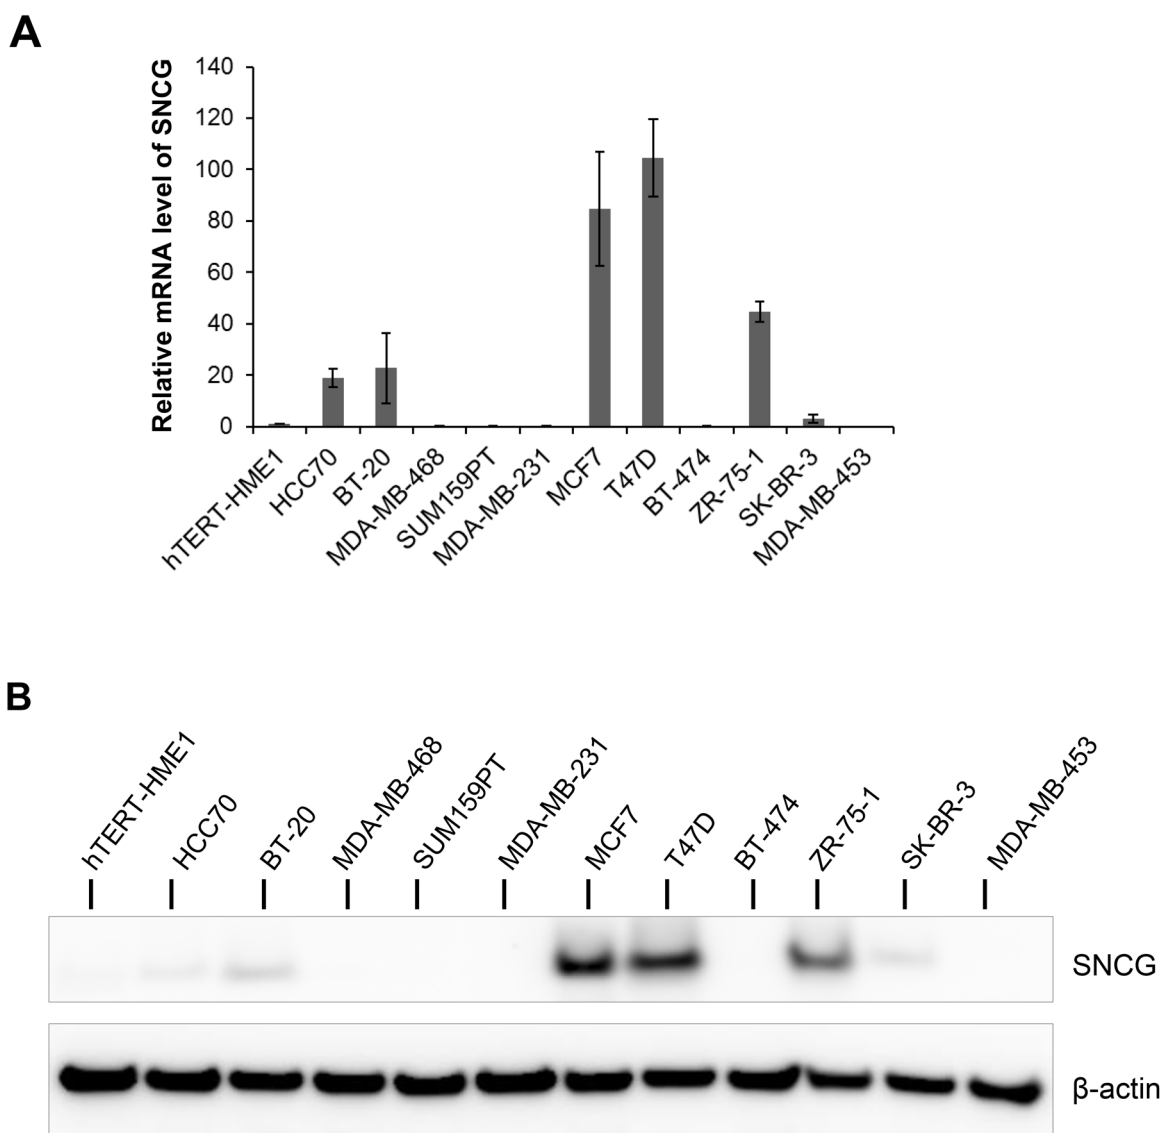 A
Relative mRNA level of SNCG
140
120
100
80
60
40
20
0
hTERT-HME1
HCC70
BT-20
MDA-MB-468
SUM159PT
MDA-MB-231
MCF7
T47D
BT-474
ZR-75-1
SK-BR-3
MDA-MB-453
B
hTERT-HME1
HCC70
BT-20
MDA-MB-468
SUM159PT
MDA-MB-231
MCF7
T47D
BT-474
ZR-75-1
SK-BR-3
MDA-MB-453
SNCG
β-actin